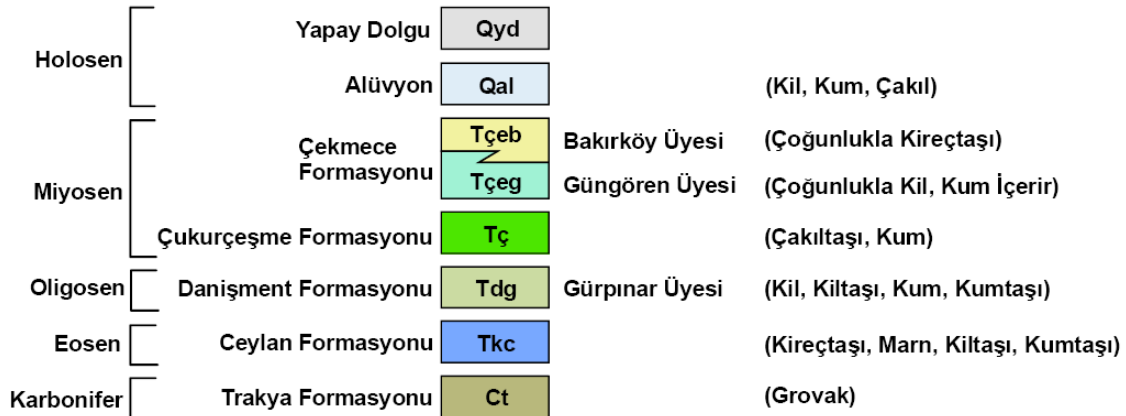 Holosen
Yapay Dolgu Qyd
Alüvyon Qal (Kil, Kum, Çakıl)
Miyosen
Çekmece
Formasyonu
Tçeb Bakırköy Üyesi (Çoğunlukla Kireçtaşı)
Tçeg Güngören Üyesi (Çoğunlukla Kil, Kum İçerir)
Çukurçeşme Formasyonu Tç (Çakıltaşı, Kum)
Oligosen Danişment Formasyonu Tdg Gürpınar Üyesi (Kil, Kiltaşı, Kum, Kumtaşı)
Eosen Ceylan Formasyonu Tkc (Kireçtaşı, Marn, Kiltaşı, Kumtaşı)
Karbonifer Trakya Formasyonu Ct (Grovak)